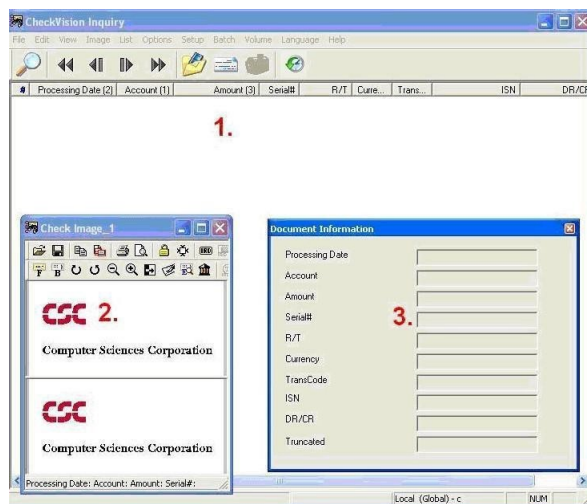 CheckVision Inquiry
File Edit View Image List Options Setup Batch Volume Language Help
# Processing Date (2) Account (1) Amount (3) Serial# R/T Curre... Trans... ISN DR/CR
1.
Check Image_1
Document Information
Processing Date
Account
Amount
Serial#
3.
R/T
Currency
TransCode
ISN
DR/CR
Truncated
F B
CSC 2.
Computer Sciences Corporation
CSC
Computer Sciences Corporation
Processing Date: Account: Amount: Serial#:
Local (Global) - c NUM